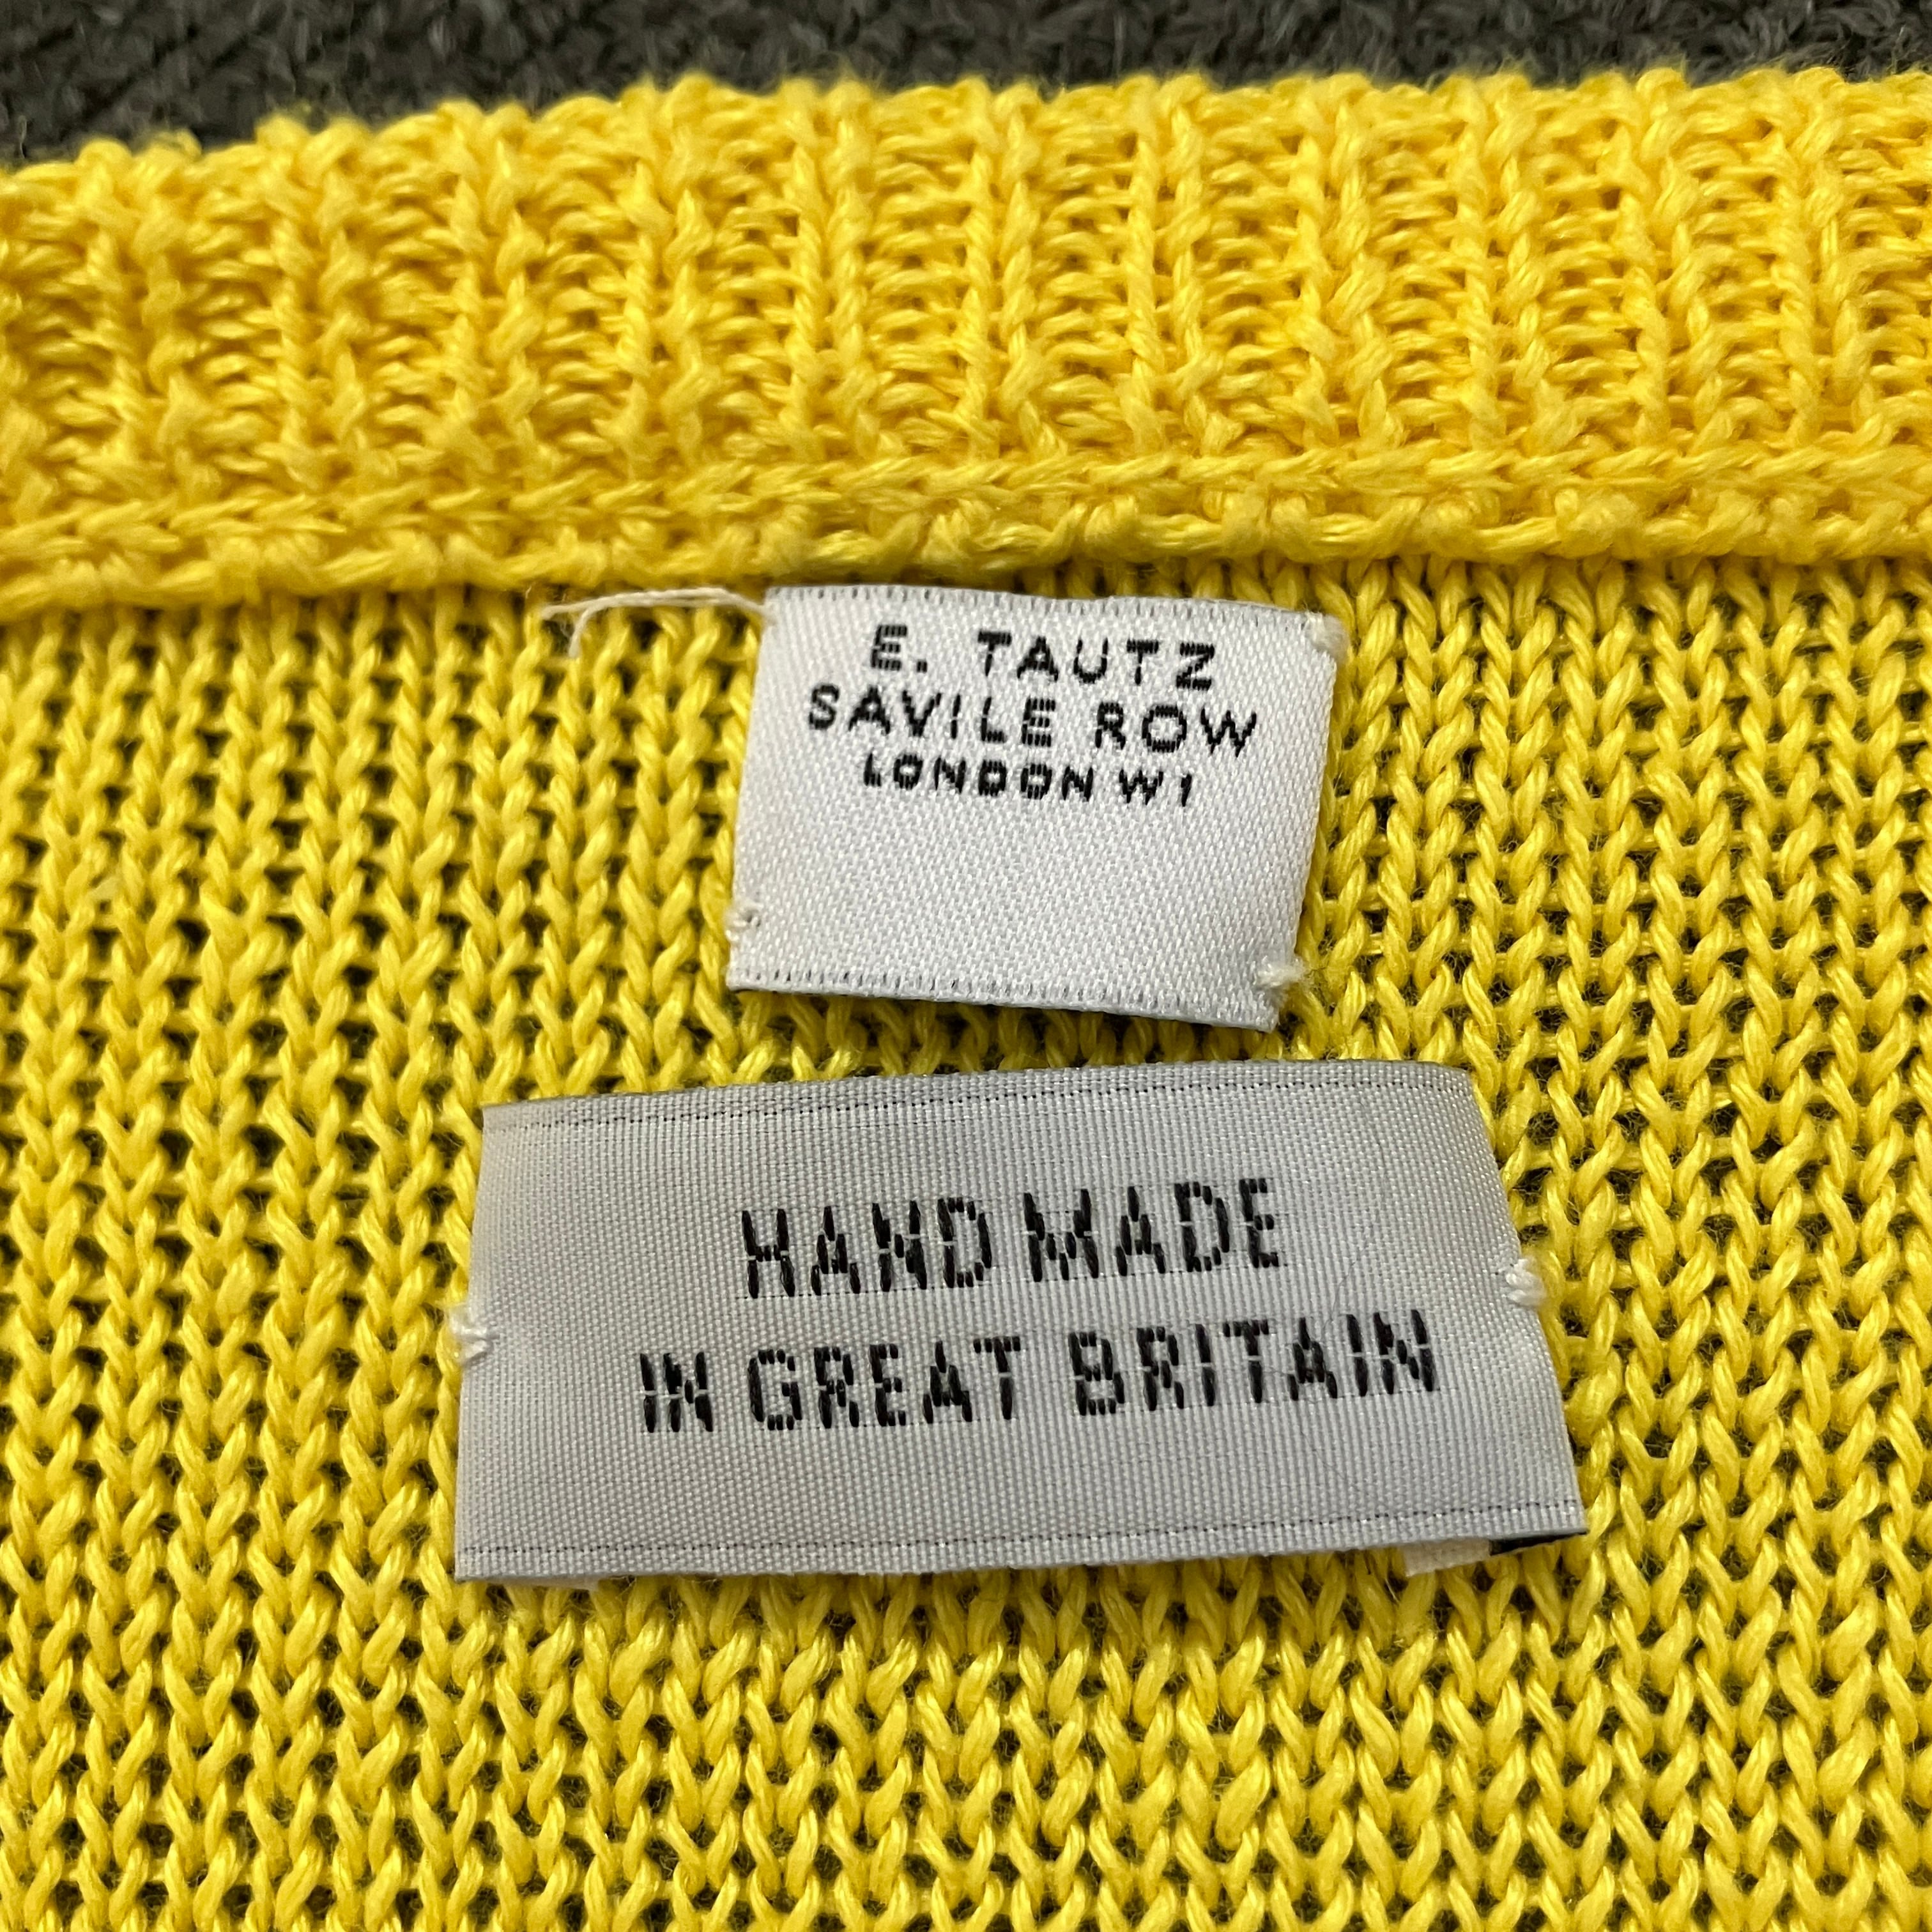 E. TAUTZ
SAVILE ROW
LONDON W1
HAND MADE
IN GREAT BRITAIN